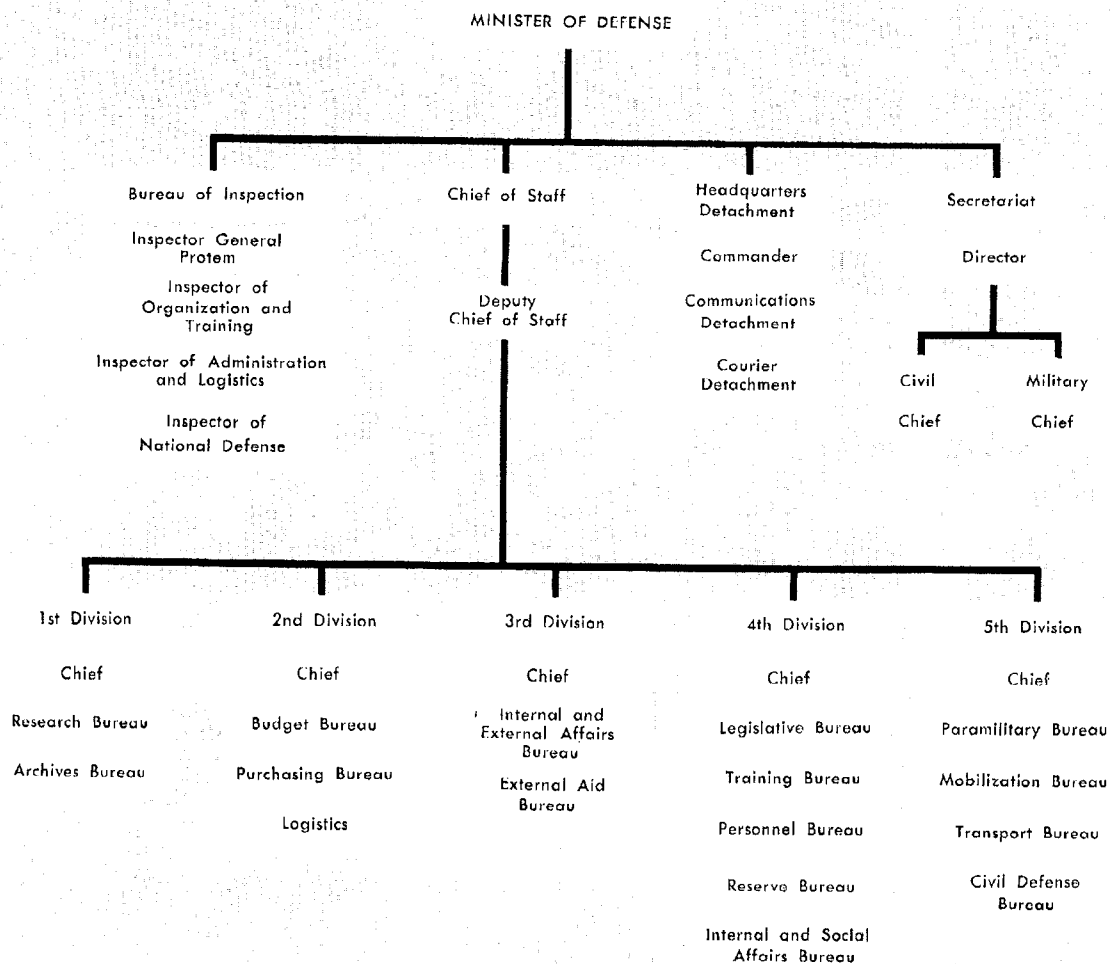 MINISTER OF DEFENSE
Bureau of Inspection
Inspector General
Protem
Inspector of
Organization and
Training
Inspector of Administration
and Logistics
Inspector of
National Defense
Chief of Staff
Deputy
Chief of Staff
Headquarters
Detachment
Commander
Communications
Detachment
Courier
Detachment
Secretariat
Director
Civil
Chief
Military
Chief
1st Division
Chief
Research Bureau
Archives Bureau
2nd Division
Chief
Budget Bureau
Purchasing Bureau
Logistics
3rd Division
Chief
Internal and
External Affairs
Bureau
External Aid
Bureau
4th Division
Chief
Legislative Bureau
Training Bureau
Personnel Bureau
Reserve Bureau
Internal and Social
Affairs Bureau
5th Division
Chief
Paramilitary Bureau
Mobilization Bureau
Transport Bureau
Civil Defense
Bureau